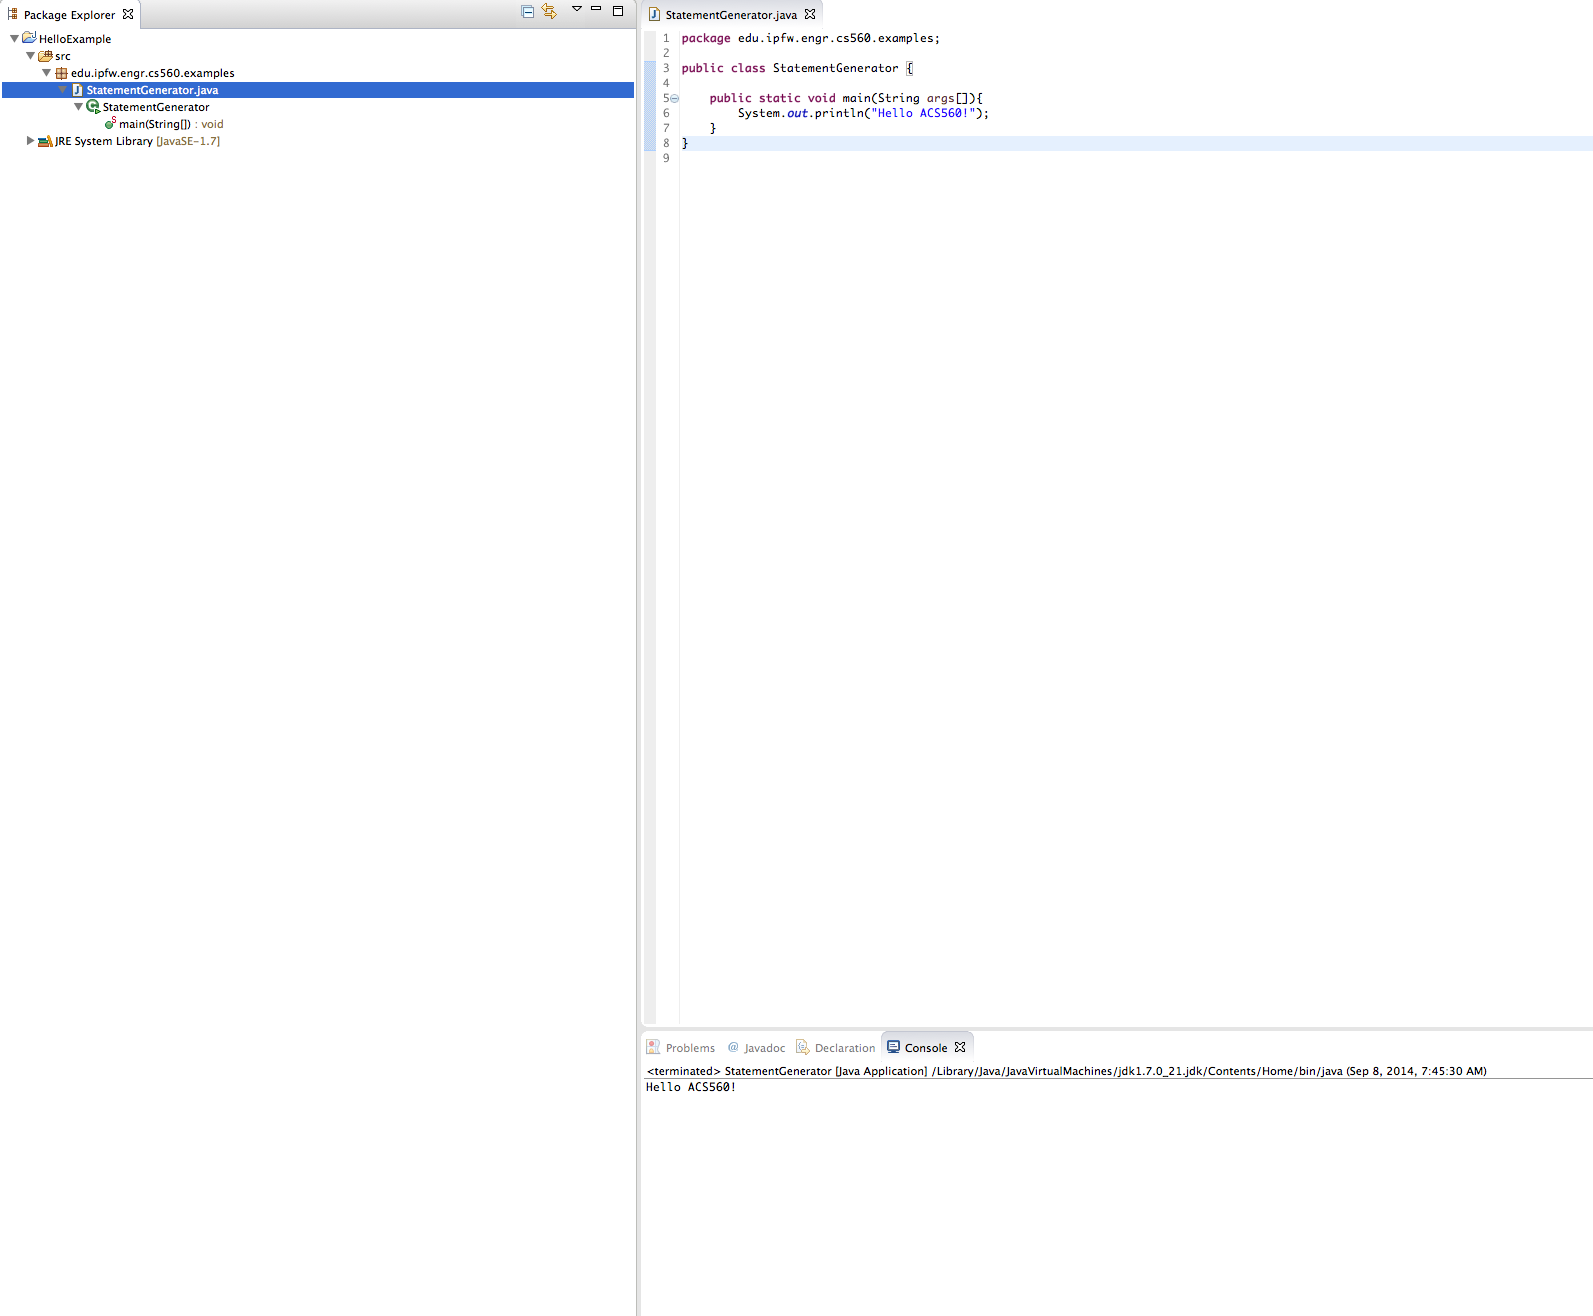 Package Explorer
HelloExample
src
edu.ipfw.engr.cs560.examples
StatementGenerator.java
StatementGenerator
main(String[]) : void
JRE System Library [JavaSE-1.7]
StatementGenerator.java
1 package edu.ipfw.engr.cs560.examples;
2
3 public class StatementGenerator {
4
5 public static void main(String args[]){
6 System.out.println("Hello ACS560!");
7 }
8 }
9
Problems @ Javadoc Declaration Console
<terminated> StatementGenerator [Java Application] /Library/Java/JavaVirtualMachines/jdk1.7.0_21.jdk/Contents/Home/bin/java (Sep 8, 2014, 7:45:30 AM)
Hello ACS560!